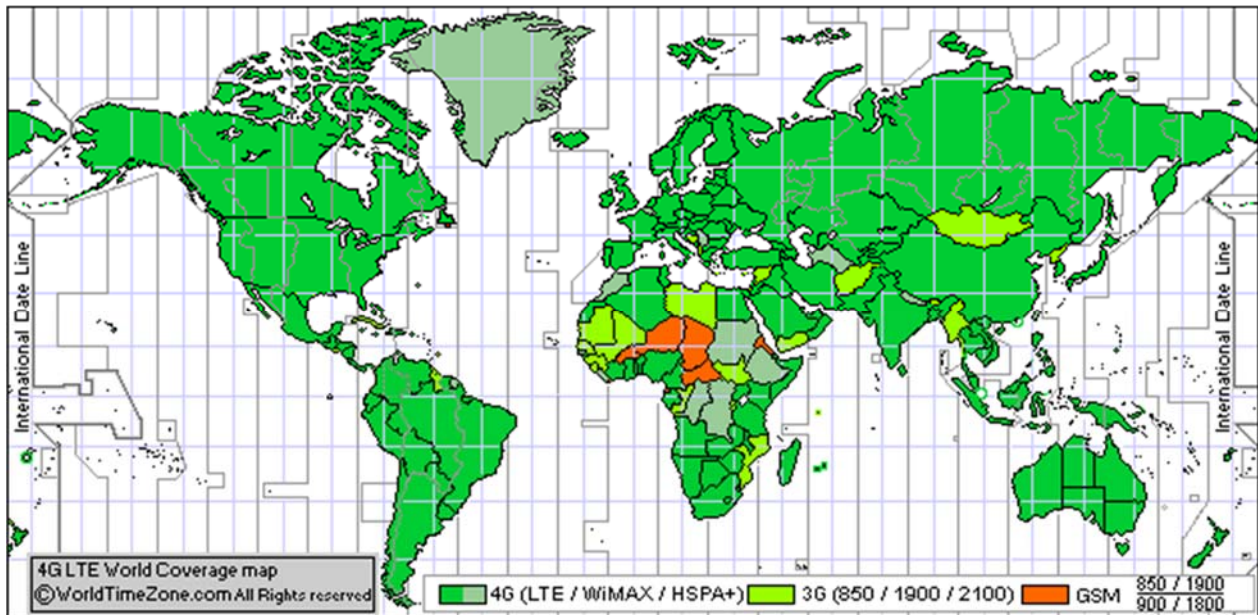 International Date Line
International Date Line
4G LTE World Coverage map
©WorldTimeZone.com All Rights reserved
4G (LTE / WiMAX / HSPA+) 3G (850 / 1900 / 2100) GSM 850 / 1900
900 / 1800